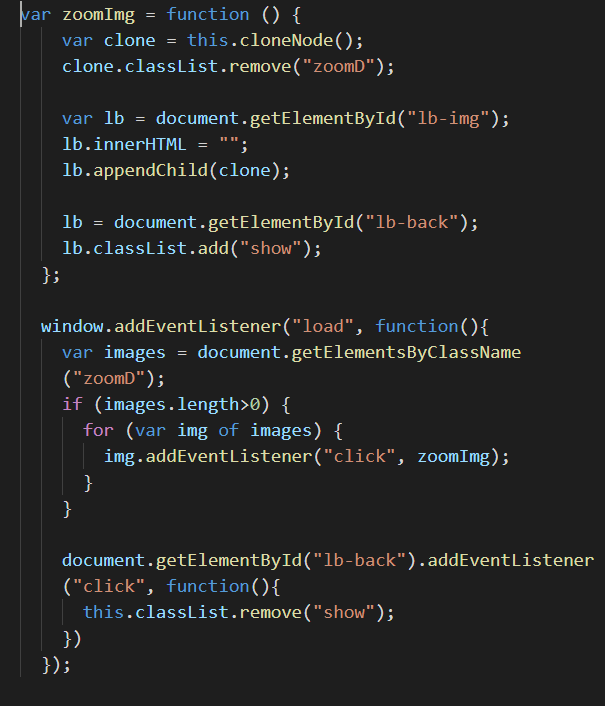 var zoomImg = function () {
var clone = this.cloneNode();
clone.classList.remove("zoomD");
var lb = document.getElementById("lb-img");
lb.innerHTML = "";
lb.appendChild(clone);
lb = document.getElementById("lb-back");
lb.classList.add("show");
};
window.addEventListener("load", function(){
var images = document.getElementsByClassName
("zoomD");
if (images.length>0) {
for (var img of images) {
img.addEventListener("click", zoomImg);
}
}
document.getElementById("lb-back").addEventListener
("click", function(){
this.classList.remove("show");
})
});